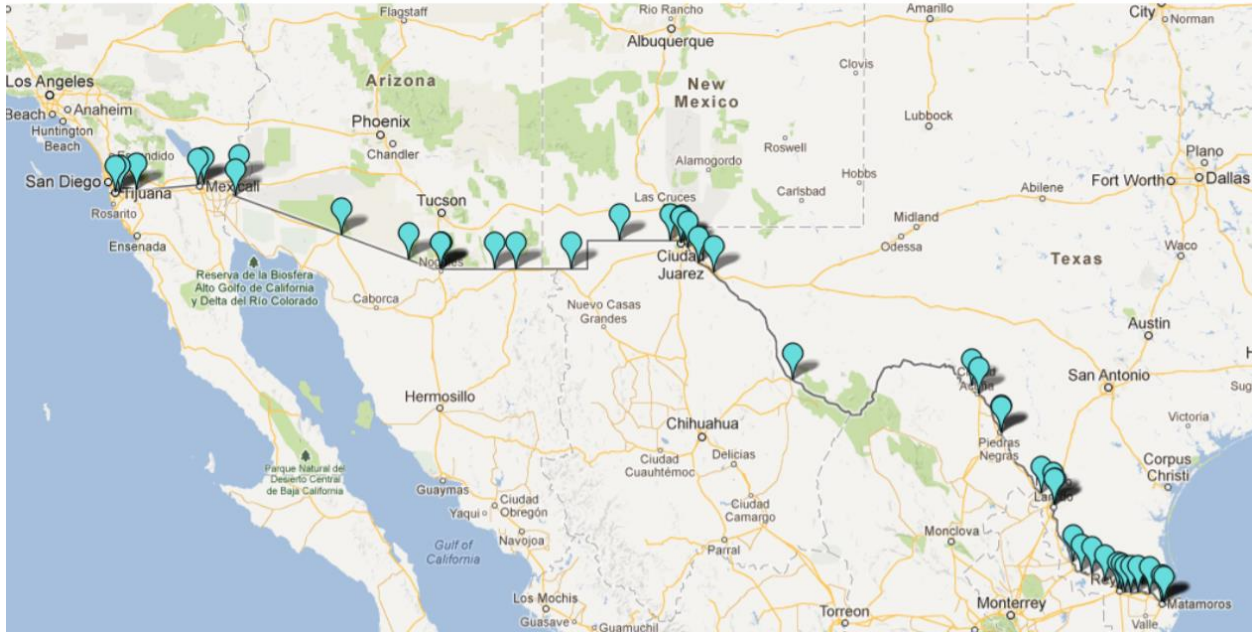 Flagstaff
Rio Rancho
Albuquerque
Amarillo
City
Norman
Clovis
Los Angeles
Anaheim
Beach
Huntington
Beach
Arizona
New
Mexico
Phoenix
Chandler
Lubbock
Roswell
Alamogordo
Plano
Fort Worth
Dallas
San Diego
Tijuana
Mexicali
Rosarito
Ensenada
Tucson
Las Cruces
Hobbs
Carlsbad
Abilene
Midland
Odessa
Waco
Texas
Ciudad
Juarez
Reserva de la Biosfera
Alto Golfo de California
y Delta del Río Colorado
Caborca
Nuevo Casas
Grandes
Austin
San Antonio
Hermosillo
Chihuahua
Ciudad
Cuauhtémoc
Delicias
Piedras
Negras
Victoria
Sug
H
Corpus
Christi
Parque Natural del
Desierto Central
de Baja California
Guaymas
Yaqui
Ciudad
Obregón
Navojoa
Ciudad
Camargo
Parral
Monclova
Gulf of
California
Los Mochis
Guasave
Guamuchil
Torreon
Monterrey
Matamoros
Valle